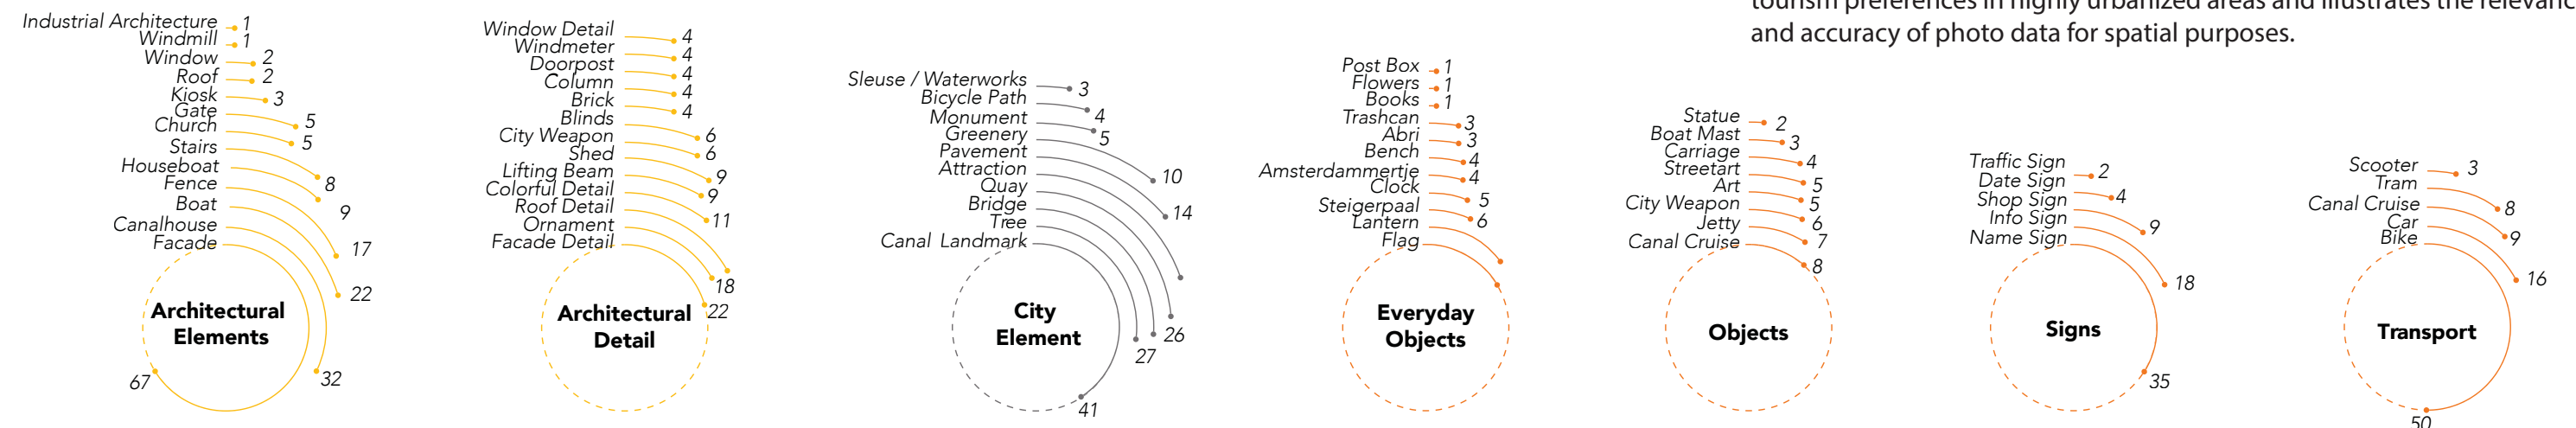 tourism preferences in highly urbanized areas and illustrates the relevanc
and accuracy of photo data for spatial purposes.
Industrial Architecture 1
Windmill 1
Window 2
Roof 2
Kiosk 3
Gate 5
Church 5
Stairs 8
Houseboat 9
Fence 17
Boat 22
Canalhouse 32
Facade 67
Architectural
Elements
Window Detail 4
Windmeter 4
Doorpost 4
Column 4
Brick 4
Blinds 6
City Weapon 6
Shed 9
Lifting Beam 9
Colorful Detail 11
Roof Detail
Ornament 18
Facade Detail 22
Architectural
Detail
Sleuse / Waterworks 3
Bicycle Path 4
Monument 5
Greenery 10
Pavement 14
Attraction
Quay 26
Bridge
Tree 27
Canal Landmark 41
City
Element
Post Box 1
Flowers 1
Books 1
Trashcan 3
Abri 3
Bench 4
Amsterdammertje 4
Clock 5
Steigerpaal 6
Lantern
Flag
Everyday
Objects
Statue 2
Boat Mast 3
Carriage 4
Streetart 5
Art 5
City Weapon 6
Jetty 7
Canal Cruise 8
Objects
Traffic Sign 2
Date Sign 4
Shop Sign 9
Info Sign 18
Name Sign 35
Signs
Scooter 3
Tram 8
Canal Cruise 9
Car 16
Bike 50
Transport